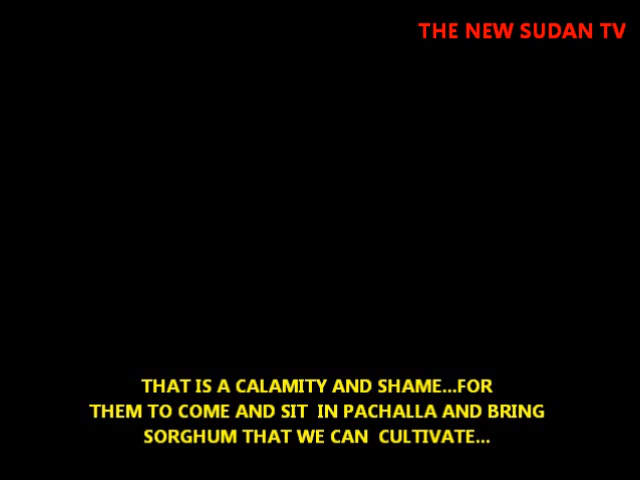 THE NEW SUDAN TV
THAT IS A CALAMITY AND SHAME...FOR
THEM TO COME AND SIT  IN PACHALLA AND BRING
SORGHUM THAT WE CAN  CULTIVATE...